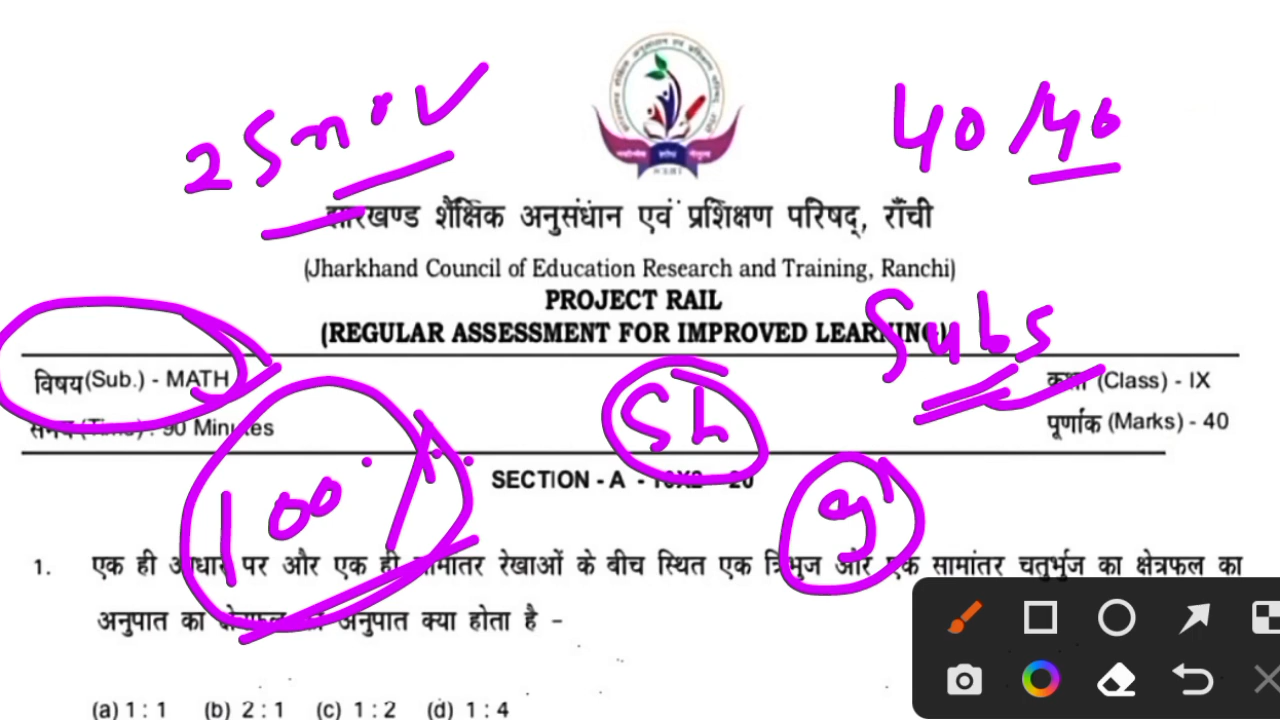 25 nov
40/40
झारखण्ड शैक्षिक अनुसंधान एवं प्रशिक्षण परिषद्, राँची
(Jharkhand Council of Education Research and Training, Ranchi)
PROJECT RAIL
(REGULAR ASSESSMENT FOR IMPROVED LEARNING)
Subs
विषय (Sub.) - MATH
कक्षा (Class) - IX
समय (Time) : 90 Minutes
पूर्णांक (Marks) - 40
SL
100%
9
SECTION - A - 10X2 20
1. एक ही आधार पर और एक ही सामांतर रेखाओं के बीच स्थित एक त्रिभुज और एक सामांतर चतुर्भुज का क्षेत्रफल का
अनुपात का क्षेत्रफल का अनुपात क्या होता है –
(a) 1 : 1 (b) 2 : 1 (c) 1 : 2 (d) 1 : 4